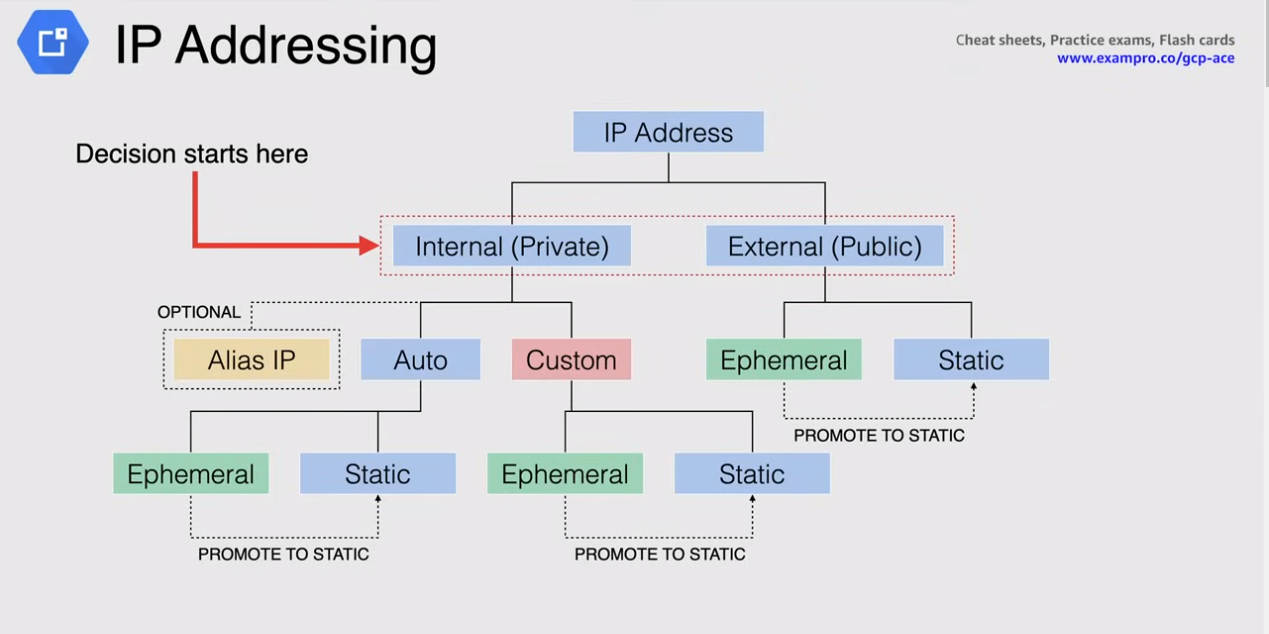 IP Addressing
Cheat sheets, Practice exams, Flash cards
www.exampro.co/gcp-ace
IP Address
Decision starts here
Internal (Private)
External (Public)
OPTIONAL
Alias IP
Auto
Custom
Ephemeral
Static
PROMOTE TO STATIC
Ephemeral
Static
Ephemeral
Static
PROMOTE TO STATIC
PROMOTE TO STATIC